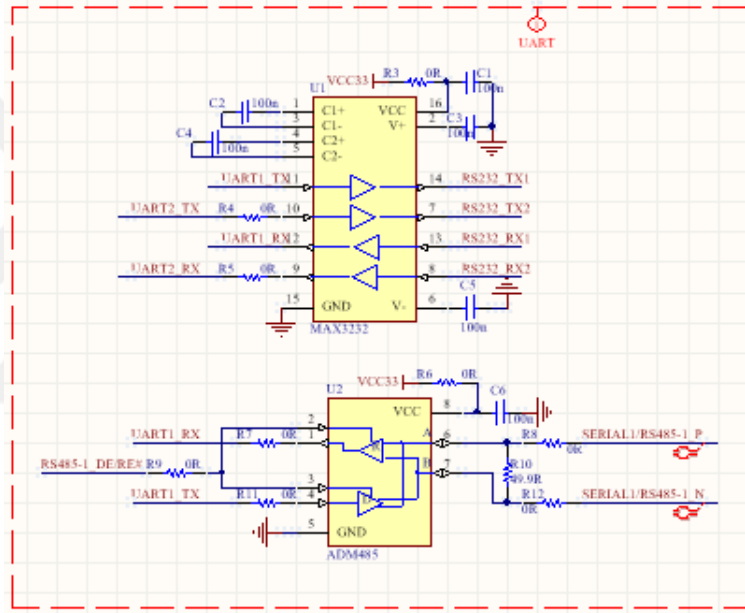 UART
VCC33 R3 0R C1
100n
U1
C2 100n 1 C1+ VCC 16
3 C1- V+ 2 C3
100n
C4 4 C2+
100n 5 C2-
UART1_TX 11 14 RS232_TX1
UART2_TX R4 0R 10 7 RS232_TX2
UART1_RX 12 13 RS232_RX1
UART2_RX R5 0R 9 8 RS232_RX2
C5
15 GND V- 6
100n
MAX3232
VCC33 R6 0R
U2 C6
VCC 8 100n
2
UART1_RX R7 0R 1 R A 6 R8 0R SERIAL1/RS485-1_P
RS485-1_DE/RE# R9 0R B 7 R10
49.9R
3
UART1_TX R11 0R 4 D R12 0R SERIAL1/RS485-1_N
5 GND
ADM485